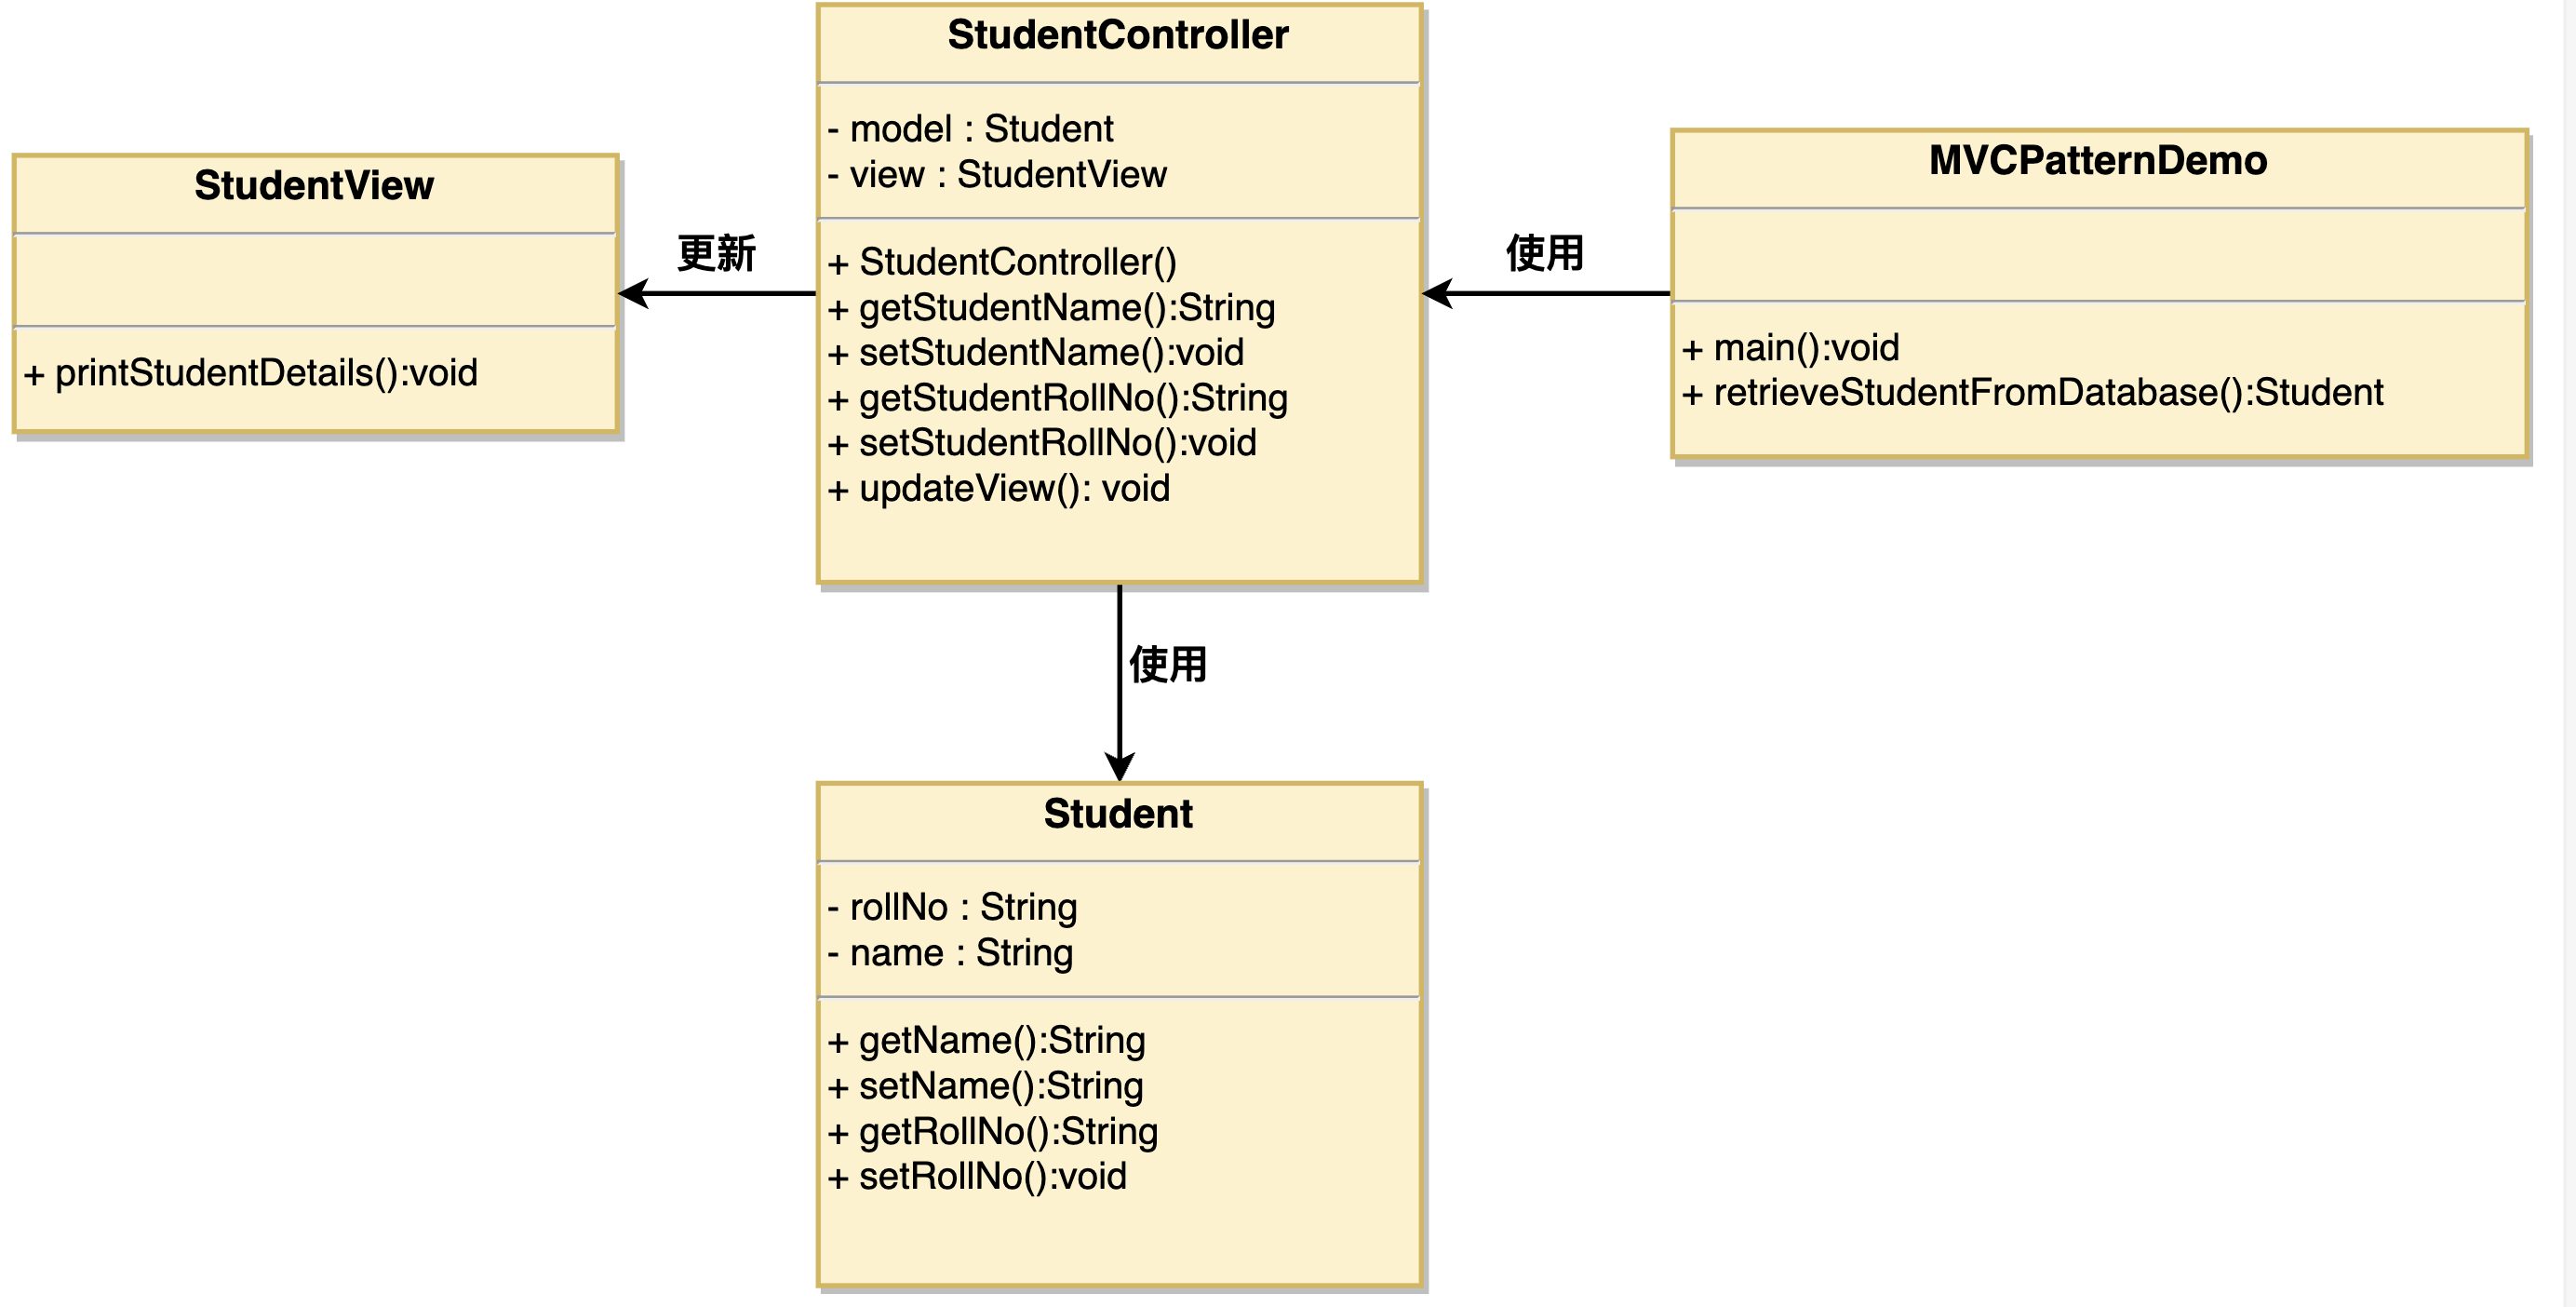 StudentController
- model : Student
- view : StudentView
+ StudentController()
+ getStudentName():String
+ setStudentName():void
+ getStudentRollNo():String
+ setStudentRollNo():void
+ updateView(): void
StudentView
+ printStudentDetails():void
更新
使用
MVCPatternDemo
+ main():void
+ retrieveStudentFromDatabase():Student
使用
Student
- rollNo : String
- name : String
+ getName():String
+ setName():String
+ getRollNo():String
+ setRollNo():void